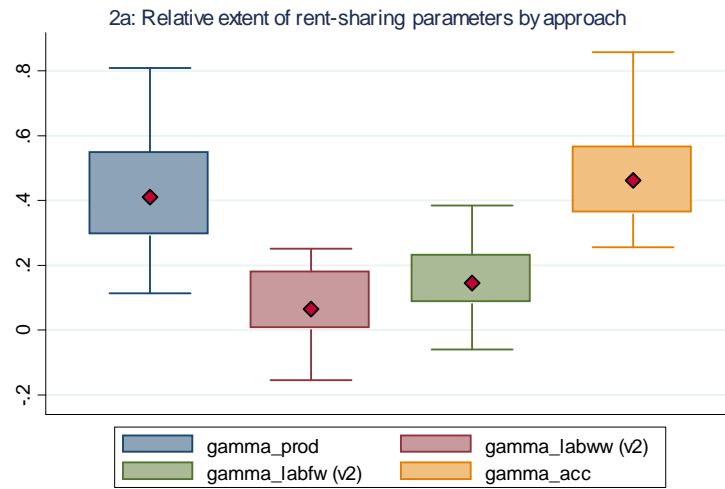 2a: Relative extent of rent-sharing parameters by approach
.8
.6
.4
.2
0
-.2
gamma_prod
gamma_labww (v2)
gamma_labfw (v2)
gamma_acc